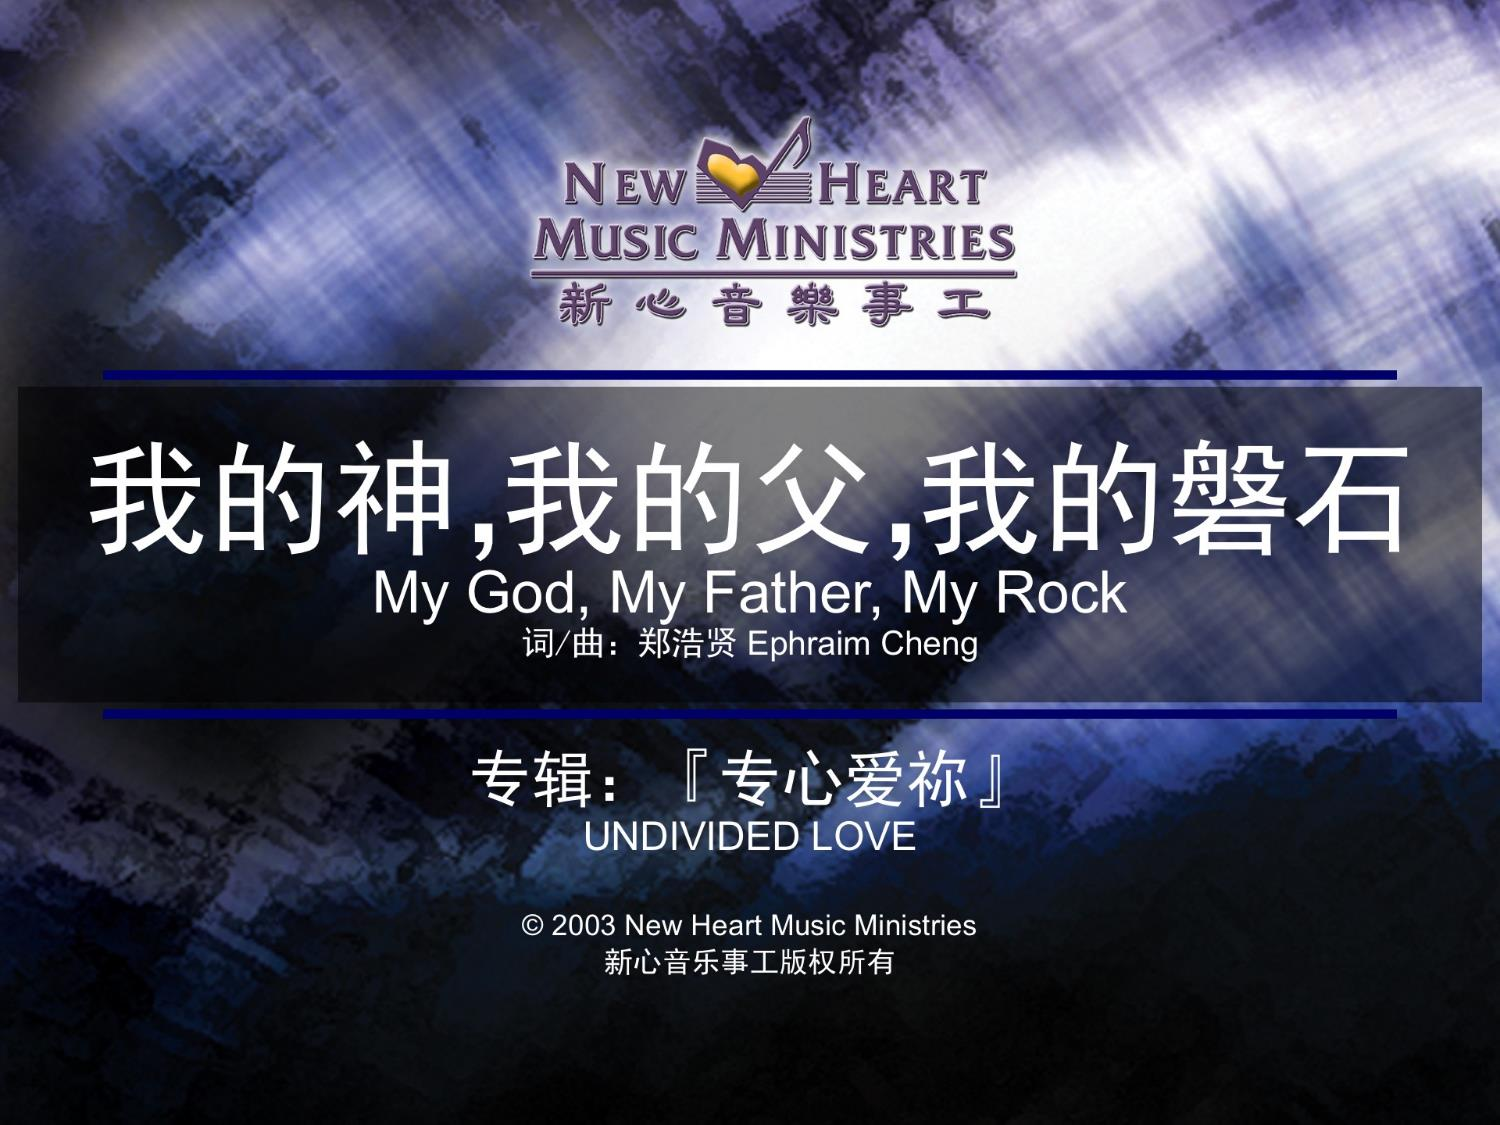 NEW HEART
MUSIC MINISTRIES
新心音樂事工
我的神,我的父,我的磐石
My God, My Father, My Rock
词/曲：郑浩贤 Ephraim Cheng
专辑：『专心爱祢』
UNDIVIDED LOVE
© 2003 New Heart Music Ministries
新心音乐事工版权所有